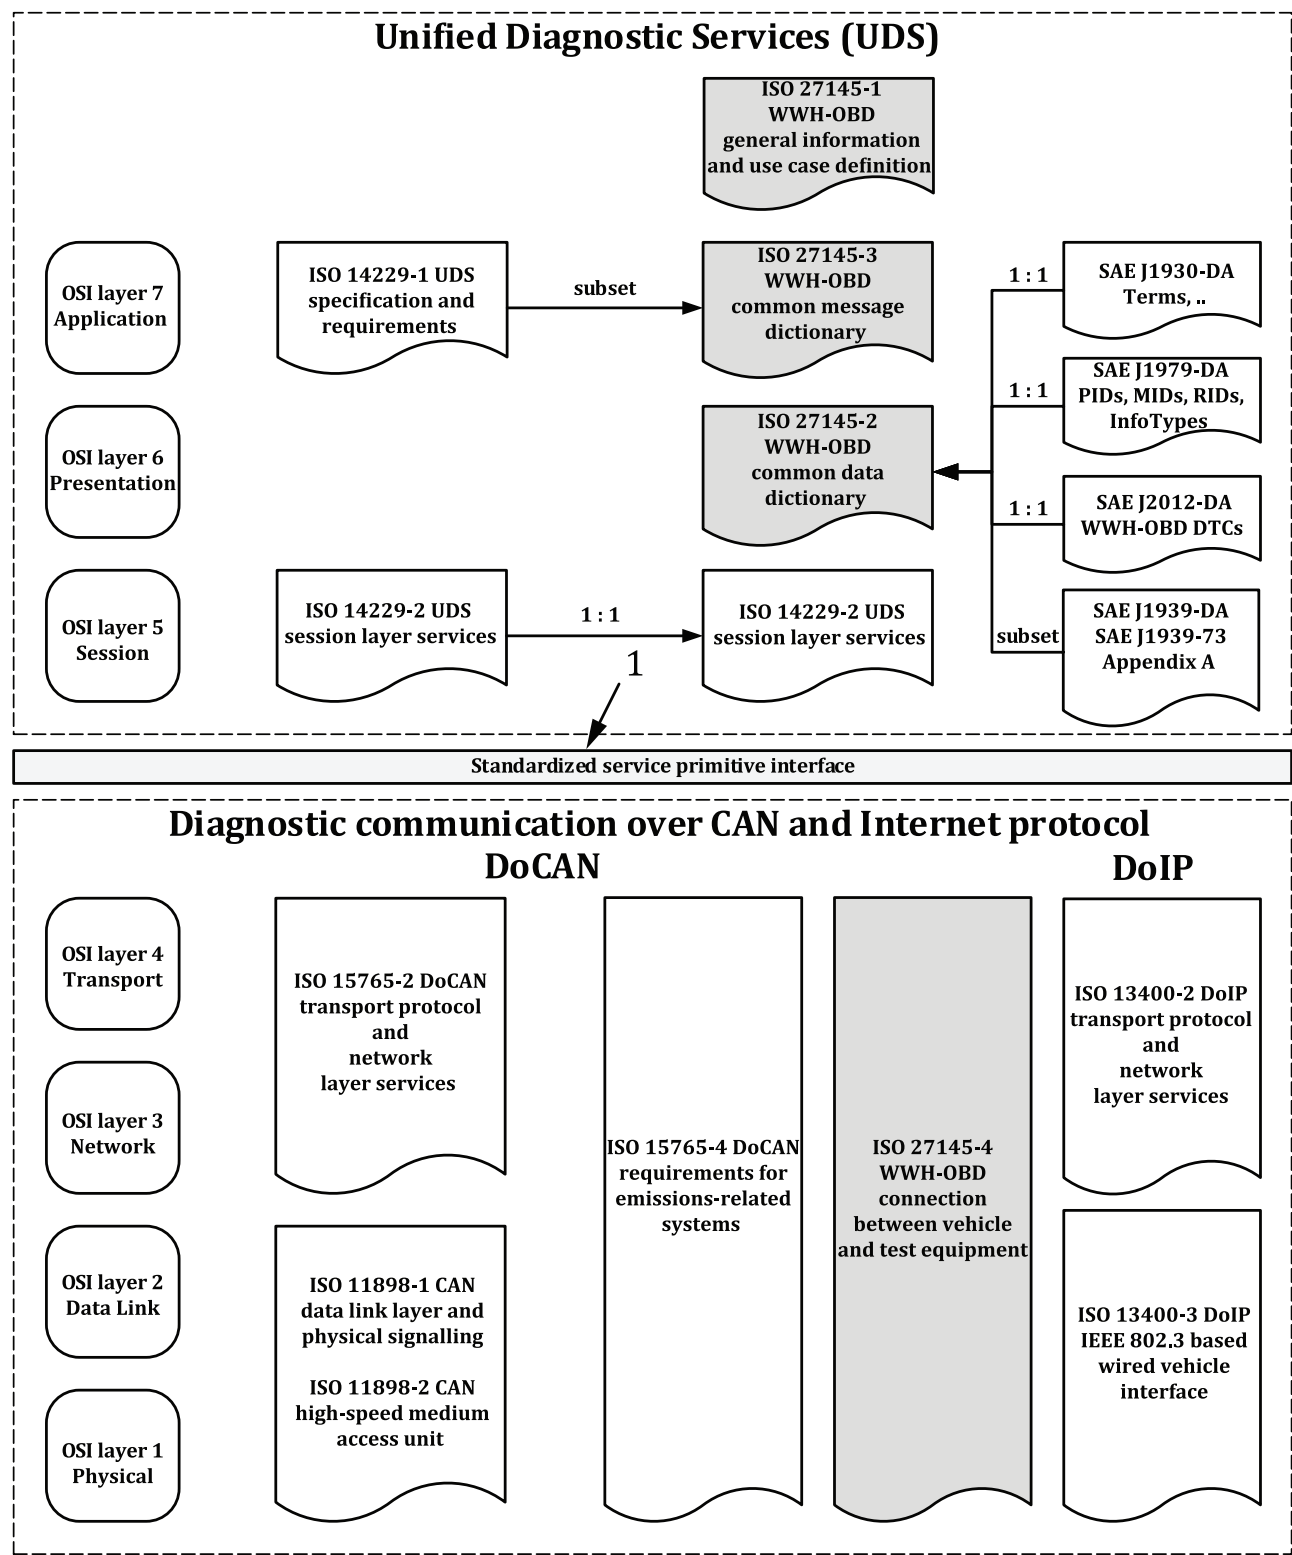 Unified Diagnostic Services (UDS)
ISO 27145-1
WWH-OBD
general information
and use case definition
OSI layer 7
Application
ISO 14229-1 UDS
specification and
requirements
subset
ISO 27145-3
WWH-OBD
common message
dictionary
1 : 1
SAE J1930-DA
Terms, ..
1 : 1
SAE J1979-DA
PIDs, MIDs, RIDs,
InfoTypes
OSI layer 6
Presentation
ISO 27145-2
WWH-OBD
common data
dictionary
1 : 1
SAE J2012-DA
WWH-OBD DTCs
OSI layer 5
Session
ISO 14229-2 UDS
session layer services
1 : 1
ISO 14229-2 UDS
session layer services
subset
SAE J1939-DA
SAE J1939-73
Appendix A
1
Standardized service primitive interface
Diagnostic communication over CAN and Internet protocol
DoCAN
DoIP
OSI layer 4
Transport
OSI layer 3
Network
ISO 15765-2 DoCAN
transport protocol
and
network
layer services
ISO 15765-4 DoCAN
requirements for
emissions-related
systems
ISO 27145-4
WWH-OBD
connection
between vehicle
and test equipment
ISO 13400-2 DoIP
transport protocol
and
network
layer services
OSI layer 2
Data Link
OSI layer 1
Physical
ISO 11898-1 CAN
data link layer and
physical signalling
ISO 11898-2 CAN
high-speed medium
access unit
ISO 13400-3 DoIP
IEEE 802.3 based
wired vehicle
interface